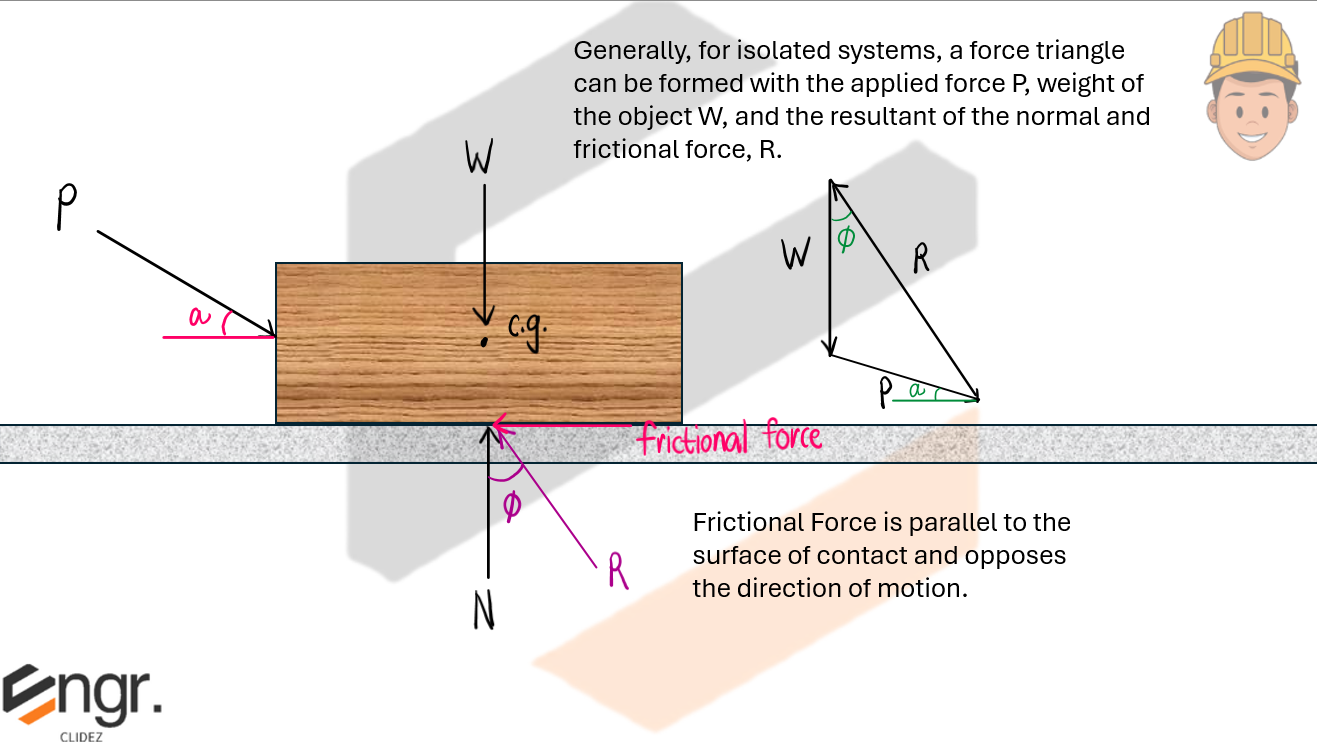 Generally, for isolated systems, a force triangle
can be formed with the applied force P, weight of
the object W, and the resultant of the normal and
frictional force, R.
W
P
a
c.g.
W
ϕ
R
P
a
frictional force
ϕ
R
N
Frictional Force is parallel to the
surface of contact and opposes
the direction of motion.
Engr.
CLIDEZ